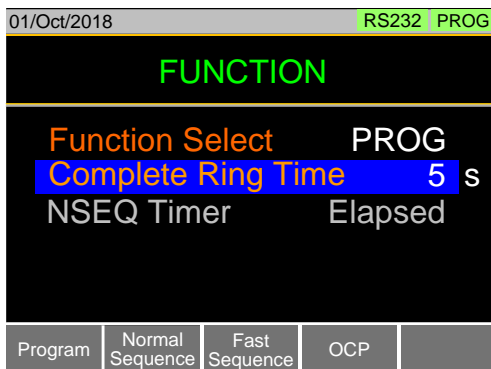 01/Oct/2018 RS232 PROG
FUNCTION
Function Select PROG
Complete Ring Time 5 s
NSEQ Timer Elapsed
Program Normal Sequence Fast Sequence OCP